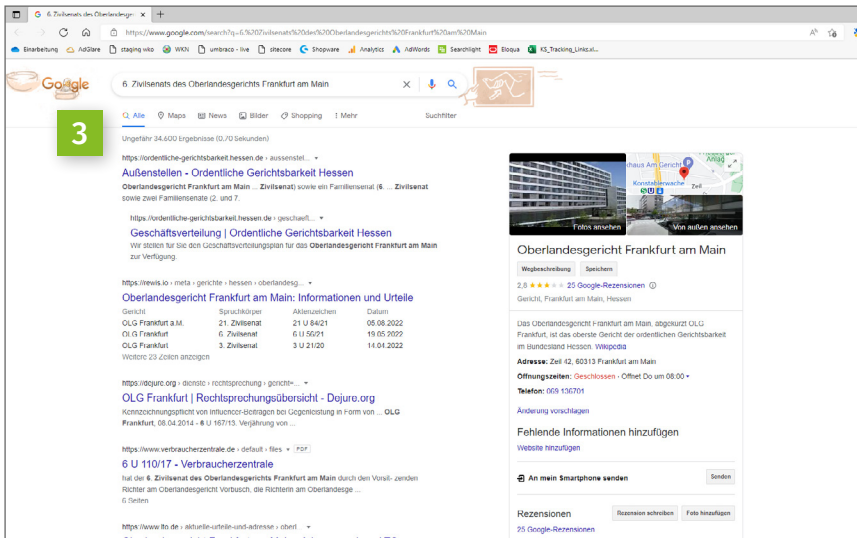 6. Zivilsenats des Oberlandesger
https://www.google.com/search?q=6.%20Zivilsenats%20des%20Oberlandesgerichts%20Frankfurt%20am%20Main
Einarbeitung AdGlare staging wko WKN umbraco - live sitecore Shopware Analytics AdWords Searchlight Eloqua KS_Tracking_Links.xl...
Google
6. Zivilsenats des Oberlandesgerichts Frankfurt am Main
Alle Maps News Bilder Shopping Mehr Suchfilter
3
Ungefähr 34.600 Ergebnisse (0,70 Sekunden)
https://ordentliche-gerichtsbarkeit.hessen.de › aussenstel...
Außenstellen - Ordentliche Gerichtsbarkeit Hessen
Oberlandesgericht Frankfurt am Main ... Zivilsenat) sowie ein Familiensenat (6. ... Zivilsenat
sowie zwei Familiensenate (2. und 7.
https://ordentliche-gerichtsbarkeit.hessen.de › geschaeft...
Geschäftsverteilung | Ordentliche Gerichtsbarkeit Hessen
Wir stellen für Sie den Geschäftsverteilungsplan für das Oberlandesgericht Frankfurt am Main
zur Verfügung.
https://rewis.io › meta › gerichte › hessen › oberlandesg...
Oberlandesgericht Frankfurt am Main: Informationen und Urteile
Gericht Spruchkörper Aktenzeichen Datum
OLG Frankfurt a.M. 21. Zivilsenat 21 U 84/21 05.08.2022
OLG Frankfurt 6. Zivilsenat 6 U 56/21 19.05.2022
OLG Frankfurt 3. Zivilsenat 3 U 21/20 14.04.2022
Weitere 23 Zeilen anzeigen
https://dejure.org › dienste › rechtsprechung › gericht=...
OLG Frankfurt | Rechtsprechungsübersicht - Dejure.org
Kennzeichnungspflicht von Influencer-Beiträgen bei Gegenleistung in Form von ... OLG
Frankfurt, 08.04.2014 - 6 U 167/13. Verjährung von ...
https://www.verbraucherzentrale.de › default › files PDF
6 U 110/17 - Verbraucherzentrale
hat der 6. Zivilsenat des Oberlandesgerichts Frankfurt am Main durch den Vorsit- zenden
Richter am Oberlandesgericht Vorbusch, die Richterin am Oberlandesge ...
6 Seiten
https://www.lto.de › aktuelle-urteile-und-adresse › oberl...
haus Am Gericht
Anlag
Konstablerwache
Zeil
Fotos ansehen
Von außen ansehen
Oberlandesgericht Frankfurt am Main
Wegbeschreibung Speichern
2,8 25 Google-Rezensionen
Gericht, Frankfurt am Main, Hessen
Das Oberlandesgericht Frankfurt am Main, abgekürzt OLG
Frankfurt, ist das oberste Gericht der ordentlichen Gerichtsbarkeit
im Bundesland Hessen. Wikipedia
Adresse: Zeil 42, 60313 Frankfurt am Main
Öffnungszeiten: Geschlossen · Öffnet Do um 08:00
Telefon: 069 136701
Änderung vorschlagen
Fehlende Informationen hinzufügen
Website hinzufügen
An mein Smartphone senden Senden
Rezensionen Rezension schreiben Foto hinzufügen
25 Google-Rezensionen